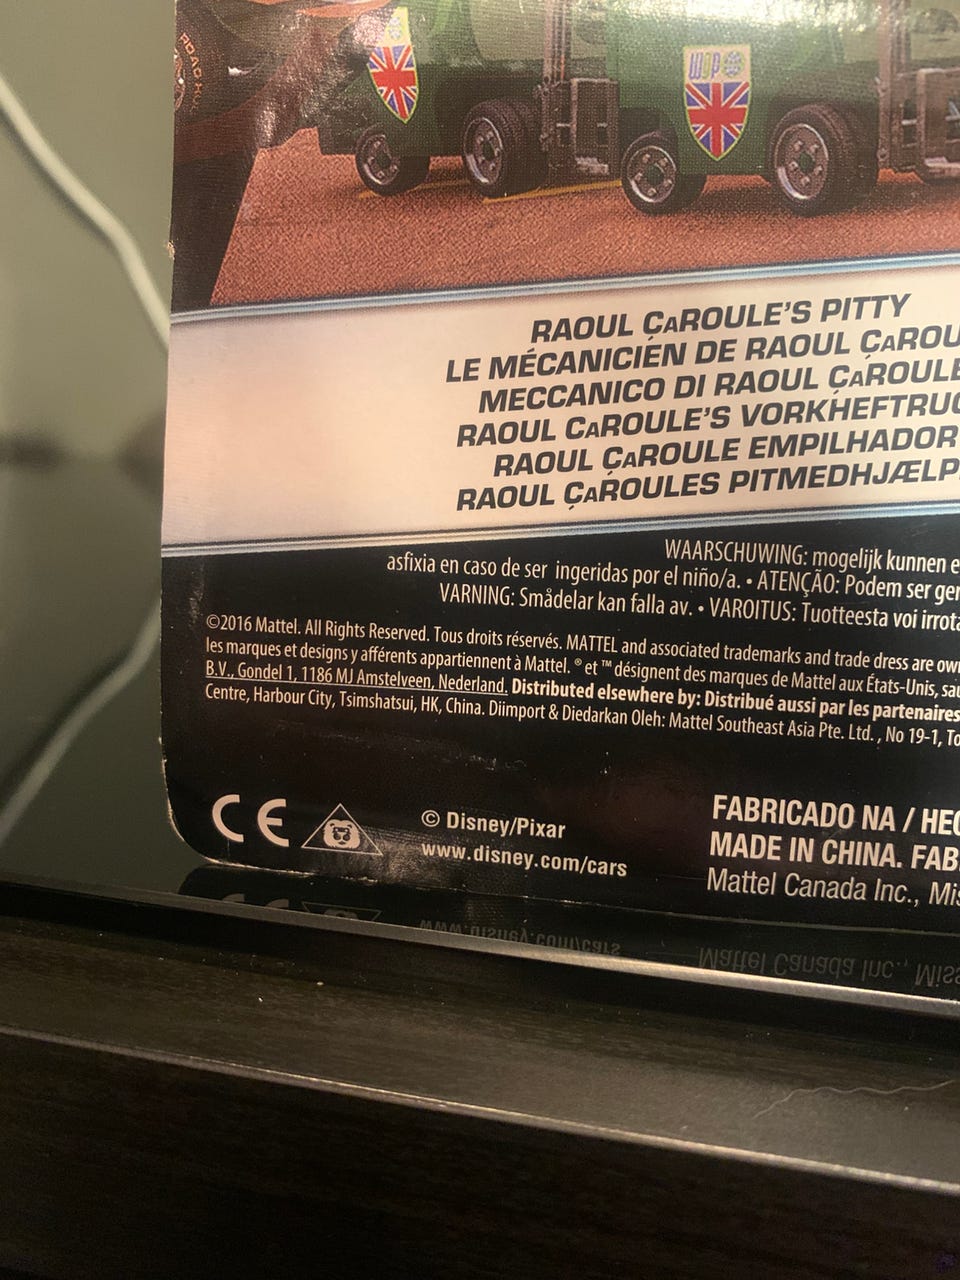 WGP
RAOUL ÇaROULE'S PITTY
LE MÉCANICIEN DE RAOUL ÇaROU
MECCANICO DI RAOUL ÇaROULE
RAOUL ÇaROULE'S VORKHEFTRUC
RAOUL ÇaROULE EMPILHADOR
RAOUL ÇaROULES PITMEDHJÆLP
WAARSCHUWING: mogelijk kunnen e
asfixia en caso de ser ingeridas por el niño/a. • ATENÇÃO: Podem ser ger
VARNING: Smådelar kan falla av. • VAROITUS: Tuotteesta voi irrota
©2016 Mattel. All Rights Reserved. Tous droits réservés. MATTEL and associated trademarks and trade dress are own
les marques et designs y afférents appartiennent à Mattel. ® et ™ désignent des marques de Mattel aux États-Unis, sau
B.V., Gondel 1, 1186 MJ Amstelveen, Nederland. Distributed elsewhere by: Distribué aussi par les partenaires
Centre, Harbour City, Tsimshatsui, HK, China. Diimport & Diedarkan Oleh: Mattel Southeast Asia Pte. Ltd., No 19-1, To
CE
© Disney/Pixar
www.disney.com/cars
FABRICADO NA / HEC
MADE IN CHINA. FAB
Mattel Canada Inc., Mis